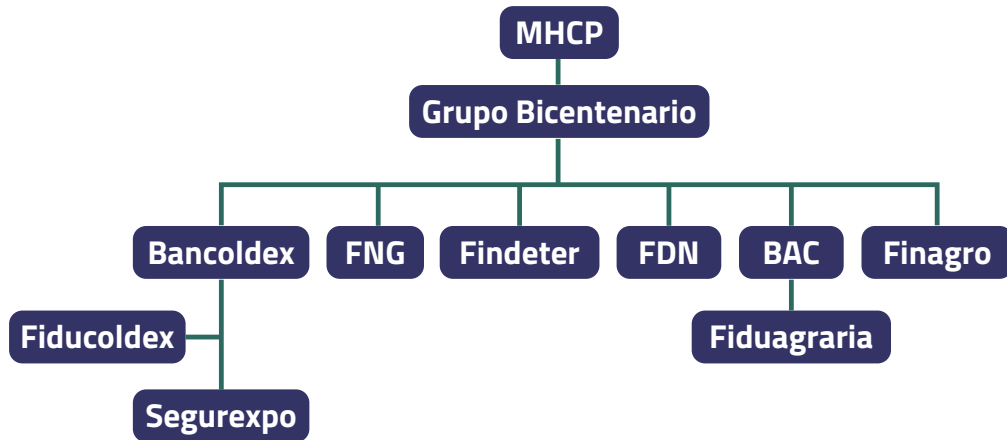 MHCP
Grupo Bicentenario
Bancoldex
FNG
Findeter
FDN
BAC
Finagro
Fiducoldex
Fiduagraria
Segurexpo